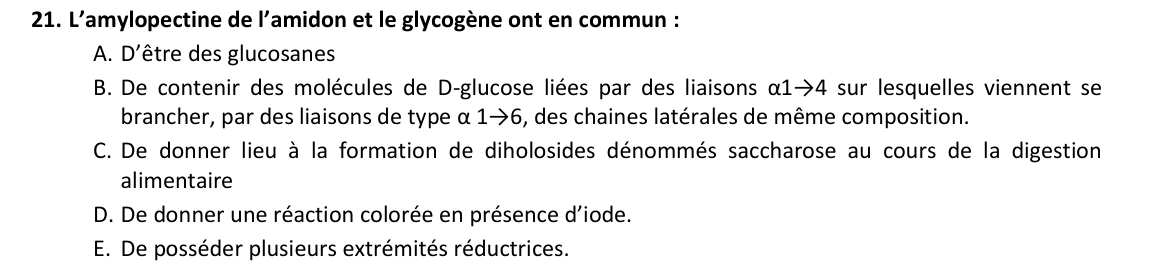 21. L’amylopectine de l’amidon et le glycogène ont en commun :
A. D’être des glucosanes
B. De contenir des molécules de D-glucose liées par des liaisons α1→4 sur lesquelles viennent se
brancher, par des liaisons de type α 1→6, des chaines latérales de même composition.
C. De donner lieu à la formation de diholosides dénommés saccharose au cours de la digestion
alimentaire
D. De donner une réaction colorée en présence d’iode.
E. De posséder plusieurs extrémités réductrices.